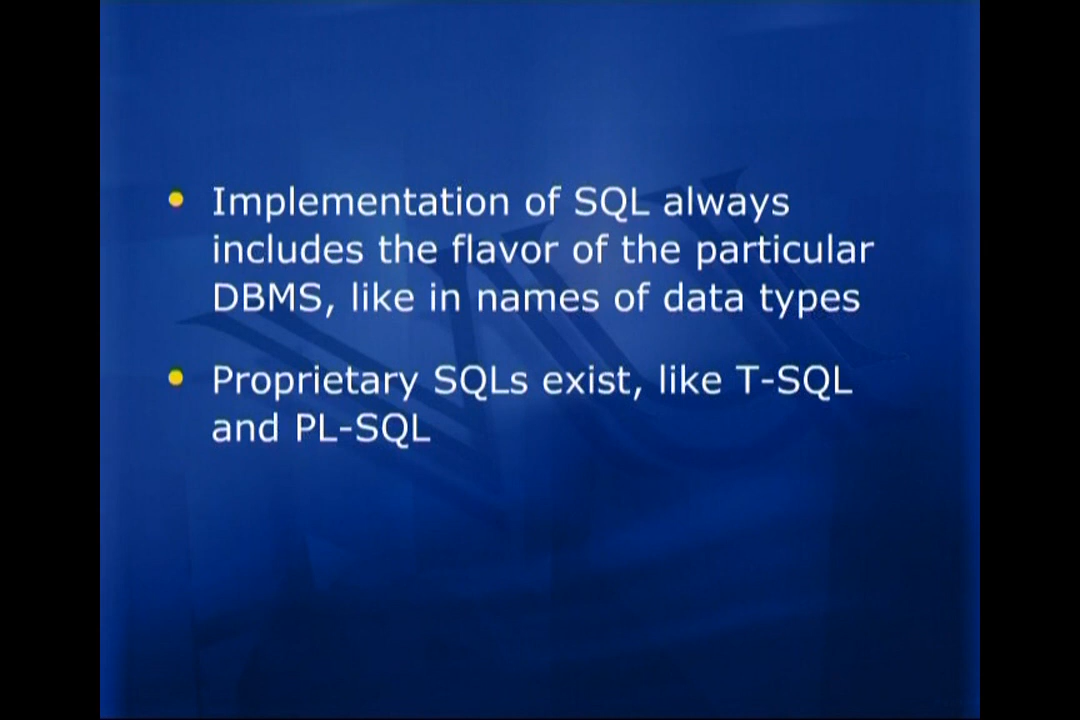 • Implementation of SQL always
includes the flavor of the particular
DBMS, like in names of data types
• Proprietary SQLs exist, like T-SQL
and PL-SQL
VU